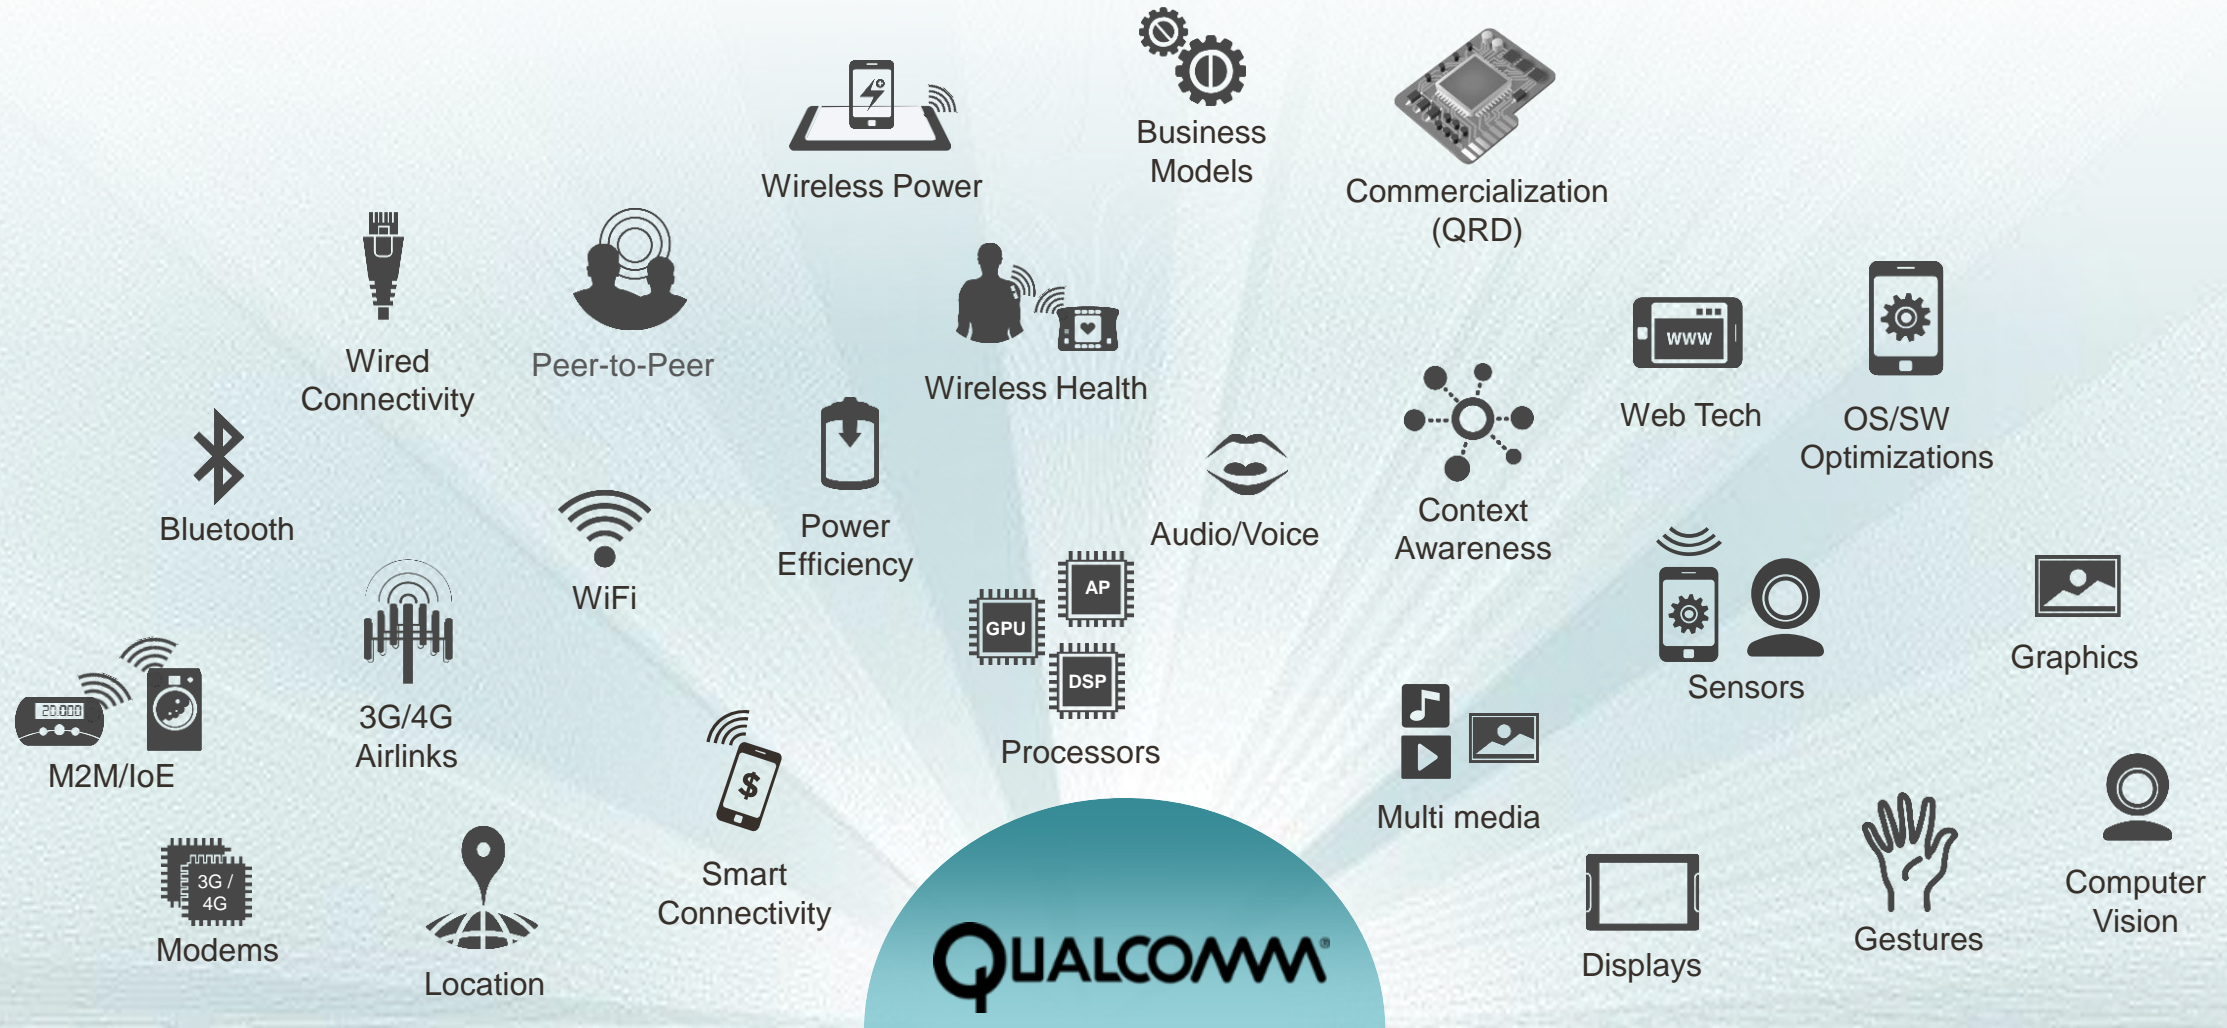 Business
Models
Wireless Power
Commercialization
(QRD)
Wired
Connectivity
Peer-to-Peer
Wireless Health
WWW
Web Tech
OS/SW
Optimizations
Bluetooth
WiFi
Power
Efficiency
Audio/Voice
Context
Awareness
AP
GPU
DSP
Processors
Sensors
Graphics
20.000
M2M/IoE
3G/4G
Airlinks
$
Smart
Connectivity
Multi media
3G /
4G
Modems
Location
QUALCOMM®
Displays
Gestures
Computer
Vision